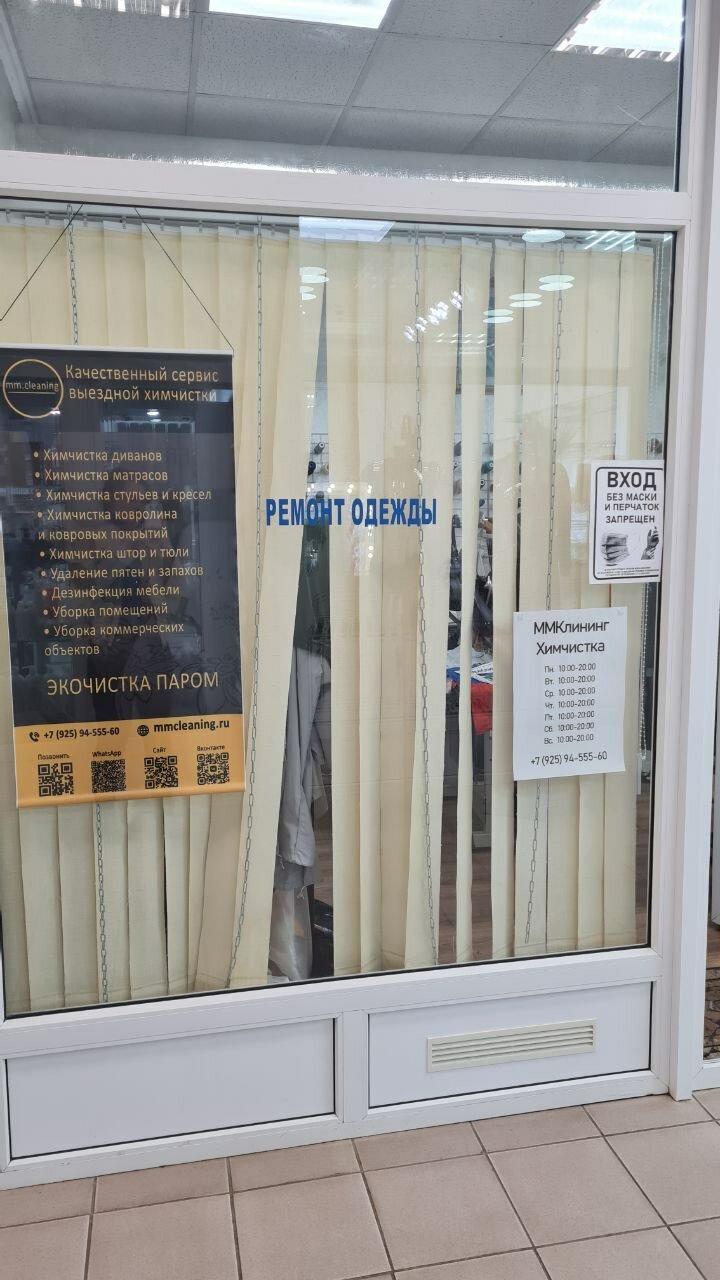 mm.cleaning
Качественный сервис
выездной химчистки
• Химчистка диванов
• Химчистка матрасов
• Химчистка стульев и кресел
• Химчистка ковролина
и ковровых покрытий
• Химчистка штор и тюли
• Удаление пятен и запахов
• Дезинфекция мебели
• Уборка помещений
• Уборка коммерческих
объектов
ЭКОЧИСТКА ПАРОМ
+7 (925) 94-555-60
mmcleaning.ru
Позвонить
WhatsApp
Сайт
Вконтакте
РЕМОНТ ОДЕЖДЫ
ВХОД
БЕЗ МАСКИ
И ПЕРЧАТОК
ЗАПРЕЩЕН
ММКлининг
Химчистка
Пн. 10:00-20:00
Вт. 10:00-20:00
Ср. 10:00-20:00
Чт. 10:00-20:00
Пт. 10:00-20:00
Сб. 10:00-20:00
Вс. 10:00-20:00
+7 (925) 94-555-60